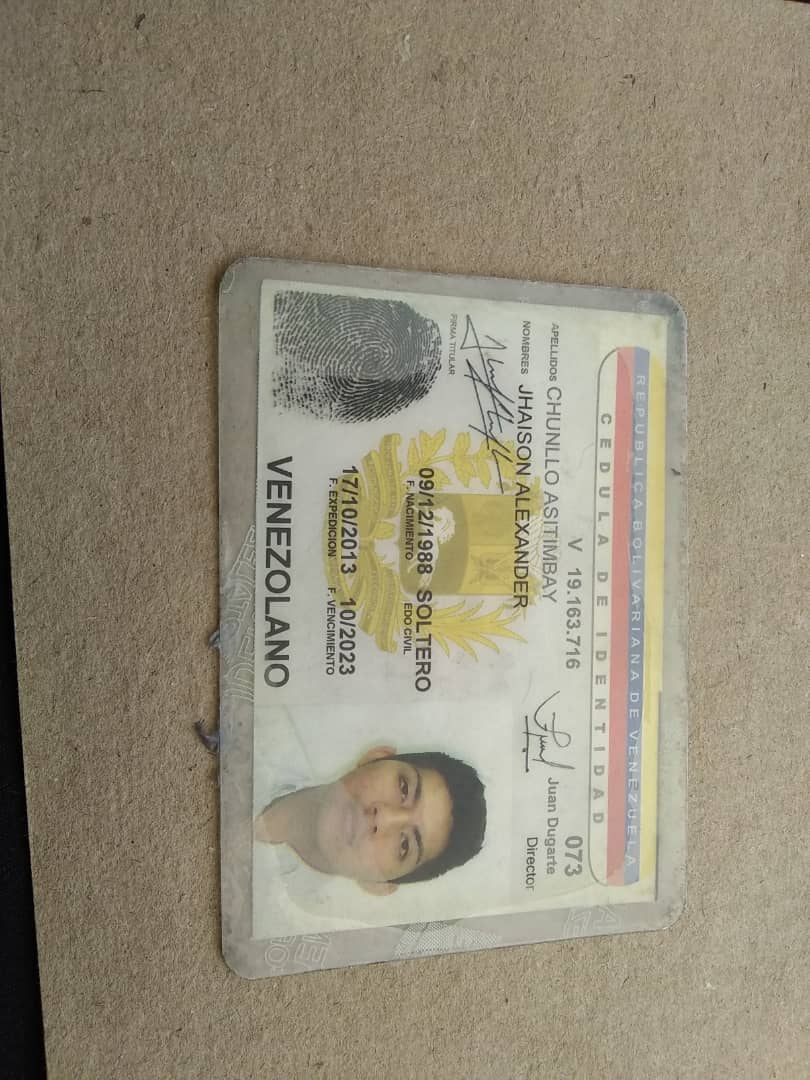 REPUBLICA BOLIVARIANA DE VENEZUELA
CEDULA DE IDENTIDAD
V 19.163.716
073
APELLIDOS CHUNLLO ASITIMBAY
Juan Dugarte
Director
NOMBRES JHAISON ALEXANDER
FIRMA TITULAR
09/12/1988 SOLTERO
F. NACIMIENTO EDO CIVIL
17/10/2013 10/2023
F. EXPEDICION F. VENCIMIENTO
VENEZOLANO